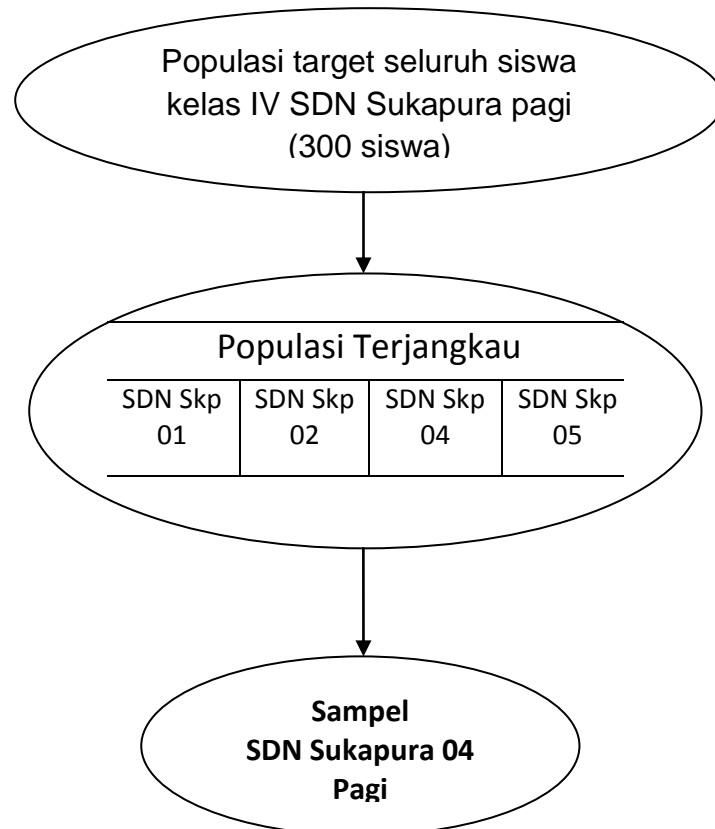 Populasi target seluruh siswa
kelas IV SDN Sukapura pagi
(300 siswa)
Populasi Terjangkau
SDN Skp 01
SDN Skp 02
SDN Skp 04
SDN Skp 05
Sampel
SDN Sukapura 04
Pagi